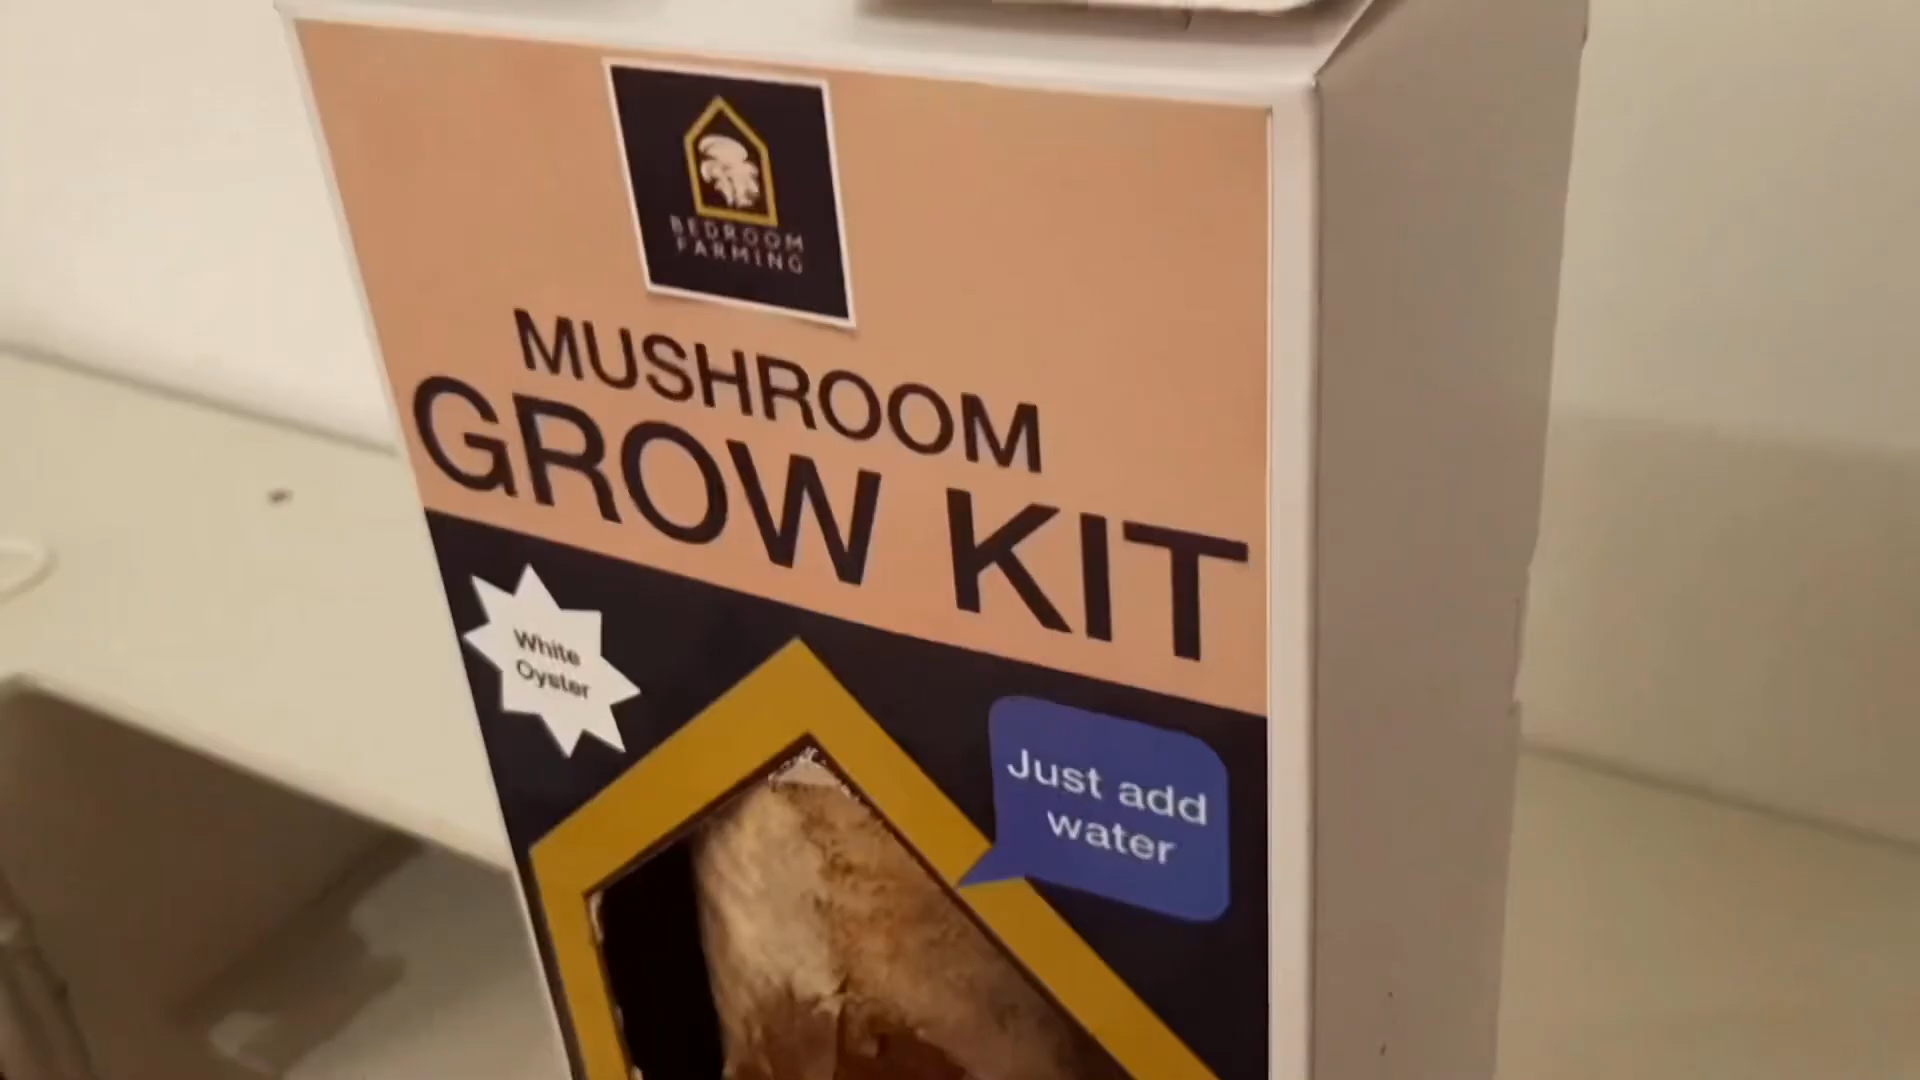 BEDROOM
FARMING
MUSHROOM
GROW KIT
White
Oyster
Just add
water